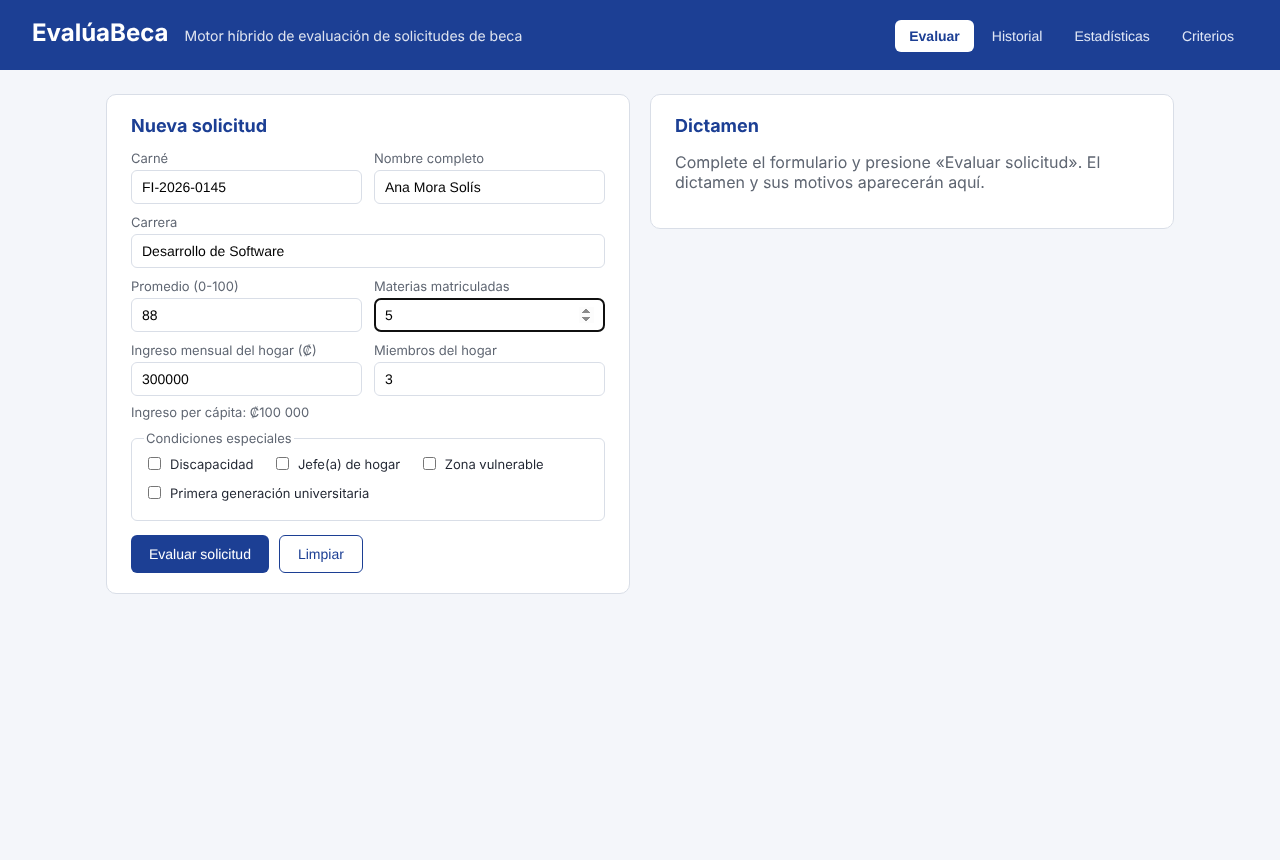 EvalúaBeca Motor híbrido de evaluación de solicitudes de beca Evaluar Historial Estadísticas Criterios
Nueva solicitud
Carné Nombre completo
FI-2026-0145 Ana Mora Solís
Carrera
Desarrollo de Software
Promedio (0-100) Materias matriculadas
88 5
Ingreso mensual del hogar (₡) Miembros del hogar
300000 3
Ingreso per cápita: ₡100 000
Condiciones especiales
Discapacidad Jefe(a) de hogar Zona vulnerable
Primera generación universitaria
Evaluar solicitud Limpiar
Dictamen
Complete el formulario y presione «Evaluar solicitud». El
dictamen y sus motivos aparecerán aquí.